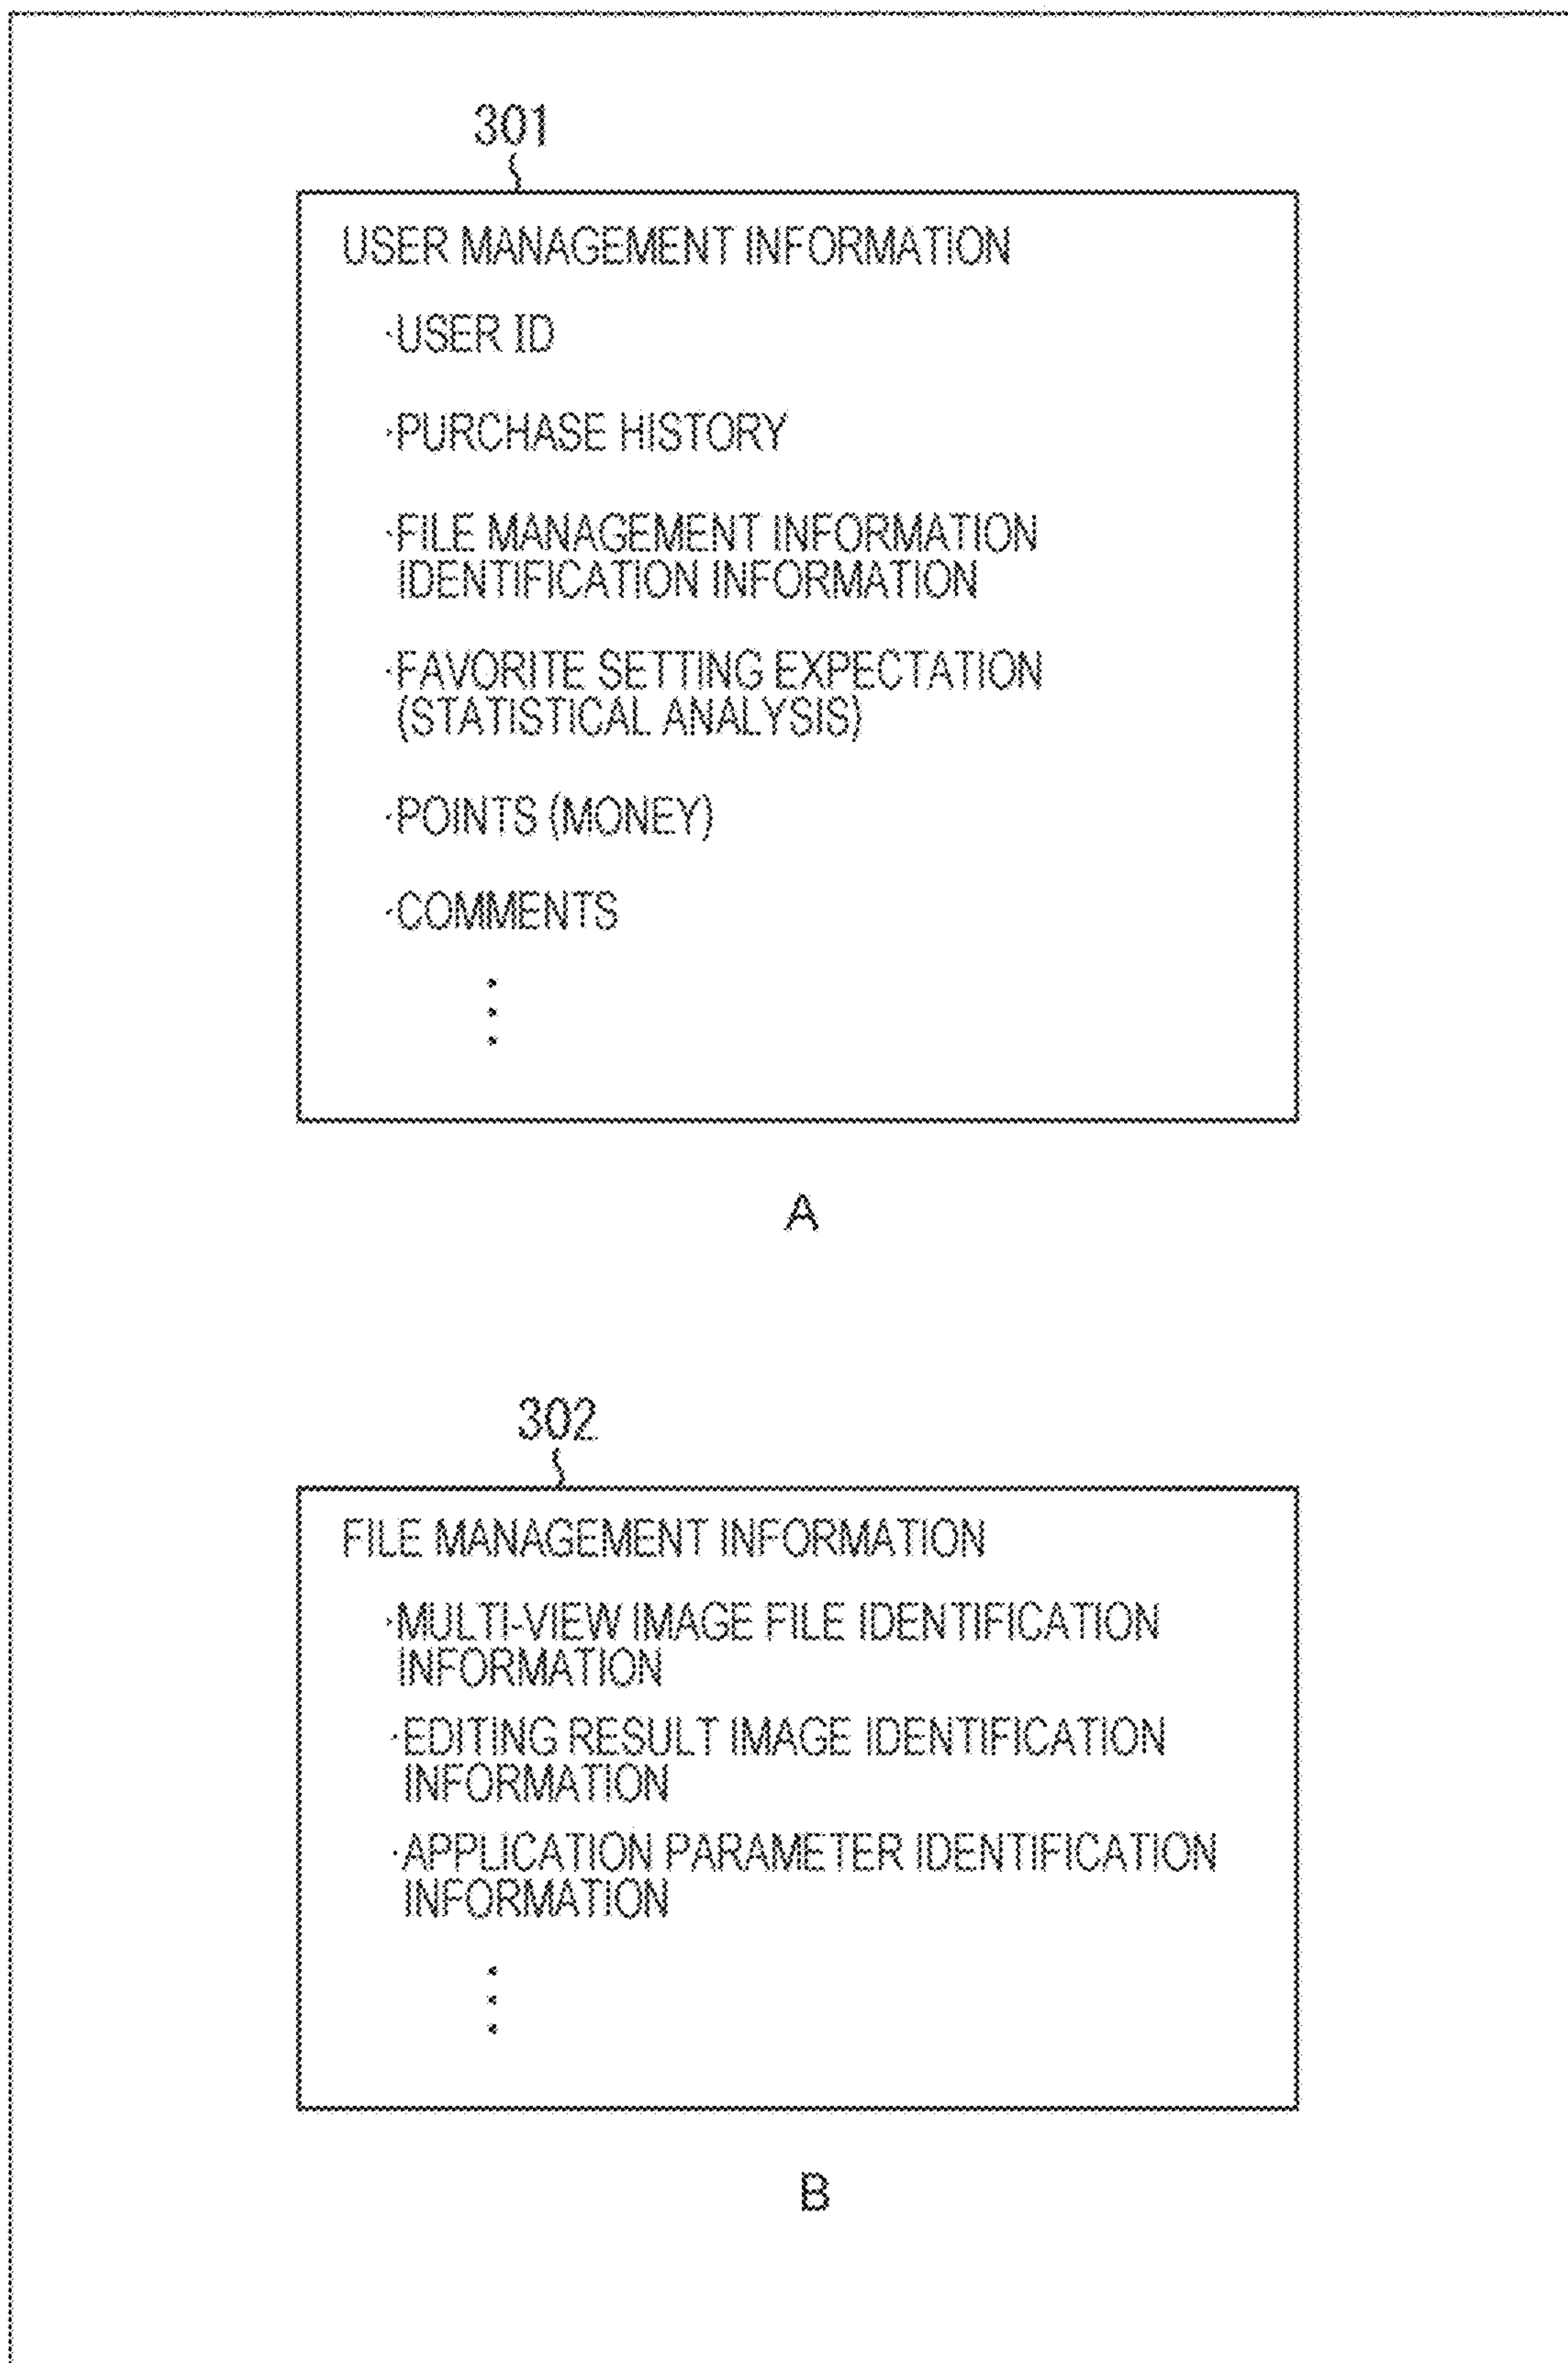 301
USER MANAGEMENT INFORMATION
·USER ID
·PURCHASE HISTORY
·FILE MANAGEMENT INFORMATION
IDENTIFICATION INFORMATION
·FAVORITE SETTING EXPECTATION
(STATISTICAL ANALYSIS)
·POINTS (MONEY)
·COMMENTS
A
302
FILE MANAGEMENT INFORMATION
·MULTI-VIEW IMAGE FILE IDENTIFICATION
INFORMATION
·EDITING RESULT IMAGE IDENTIFICATION
INFORMATION
·APPLICATION PARAMETER IDENTIFICATION
INFORMATION
B